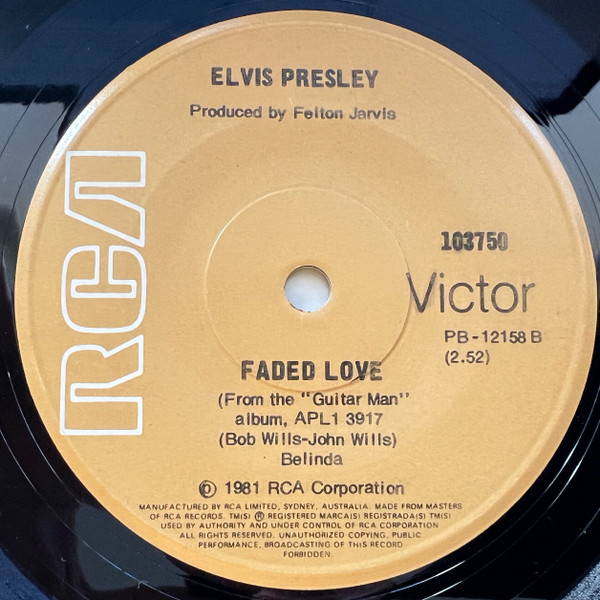 ELVIS PRESLEY
Produced by Felton Jarvis
RCA
103750
Victor
PB-12158 B
(2.52)
FADED LOVE
(From the "Guitar Man"
album, APL1 3917
(Bob Wills-John Wills)
Belinda
℗ 1981 RCA Corporation
MANUFACTURED BY RCA LIMITED, SYDNEY, AUSTRALIA. MADE FROM MASTERS
OF RCA RECORDS. TM(S) ® REGISTERED MARCA(S) REGISTRADA(S) TM(S)
USED BY AUTHORITY AND UNDER CONTROL OF RCA CORPORATION
ALL RIGHTS RESERVED. UNAUTHORIZED COPYING, PUBLIC
PERFORMANCE, BROADCASTING OF THIS RECORD
FORBIDDEN.